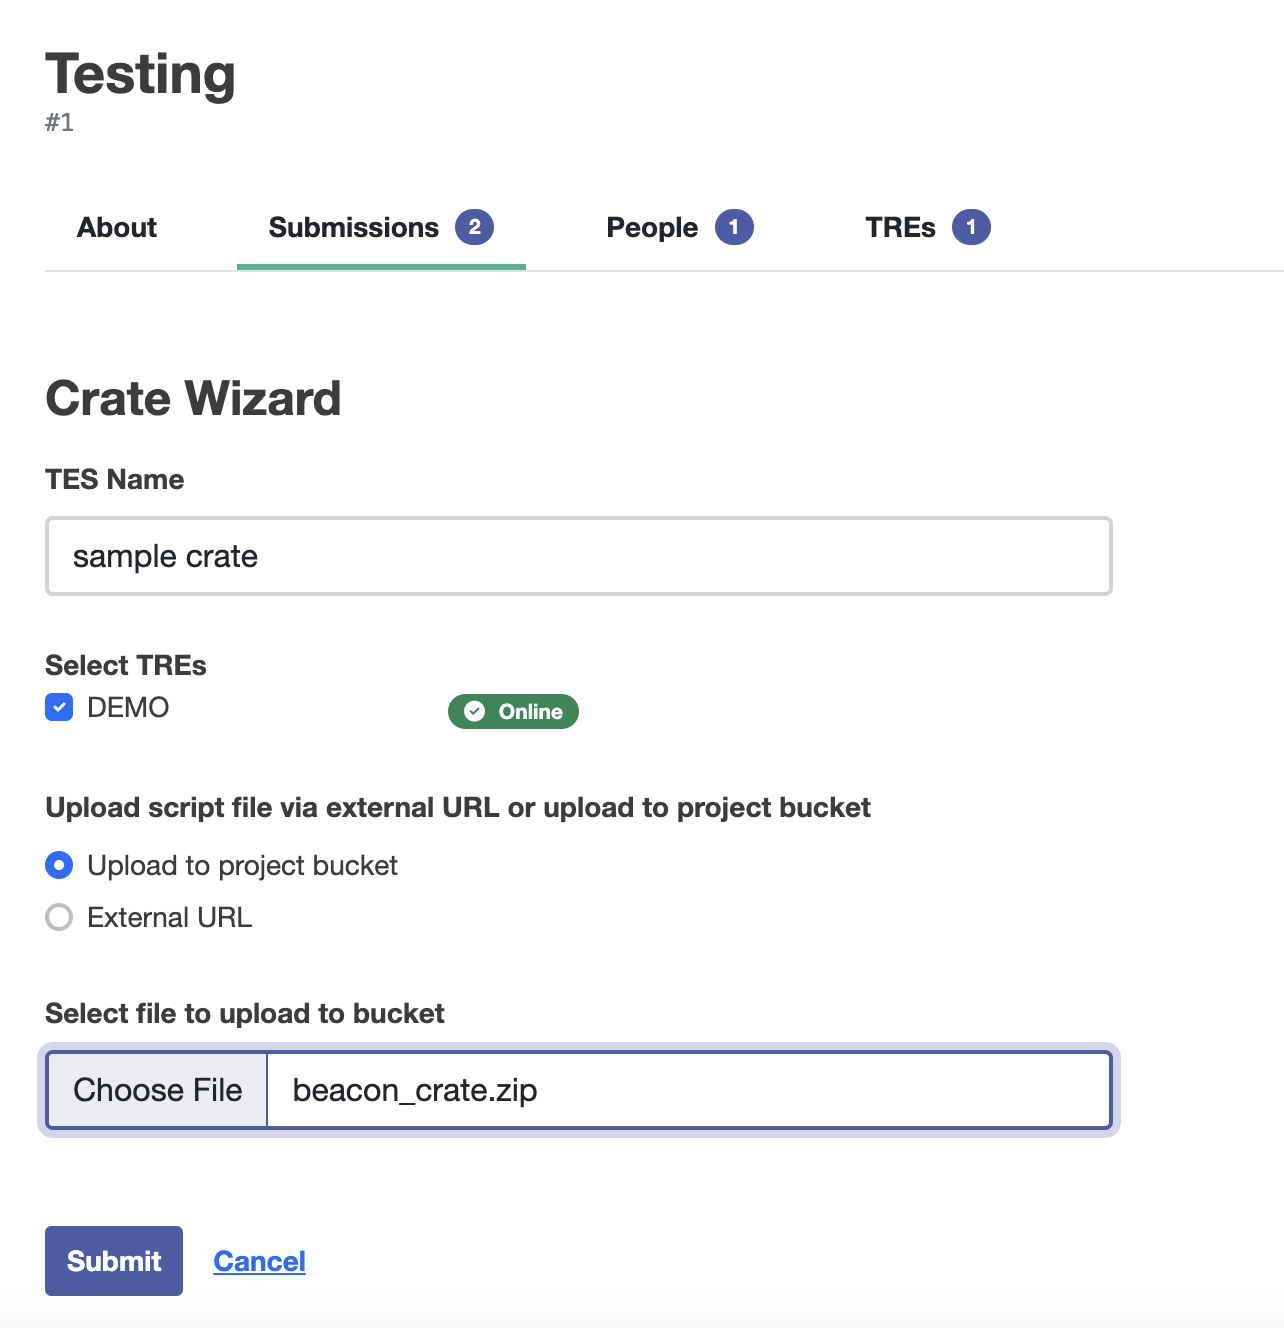 Testing
#1
About Submissions 2 People 1 TREs 1
Crate Wizard
TES Name
sample crate
Select TREs
DEMO Online
Upload script file via external URL or upload to project bucket
Upload to project bucket
External URL
Select file to upload to bucket
Choose File beacon_crate.zip
Submit Cancel